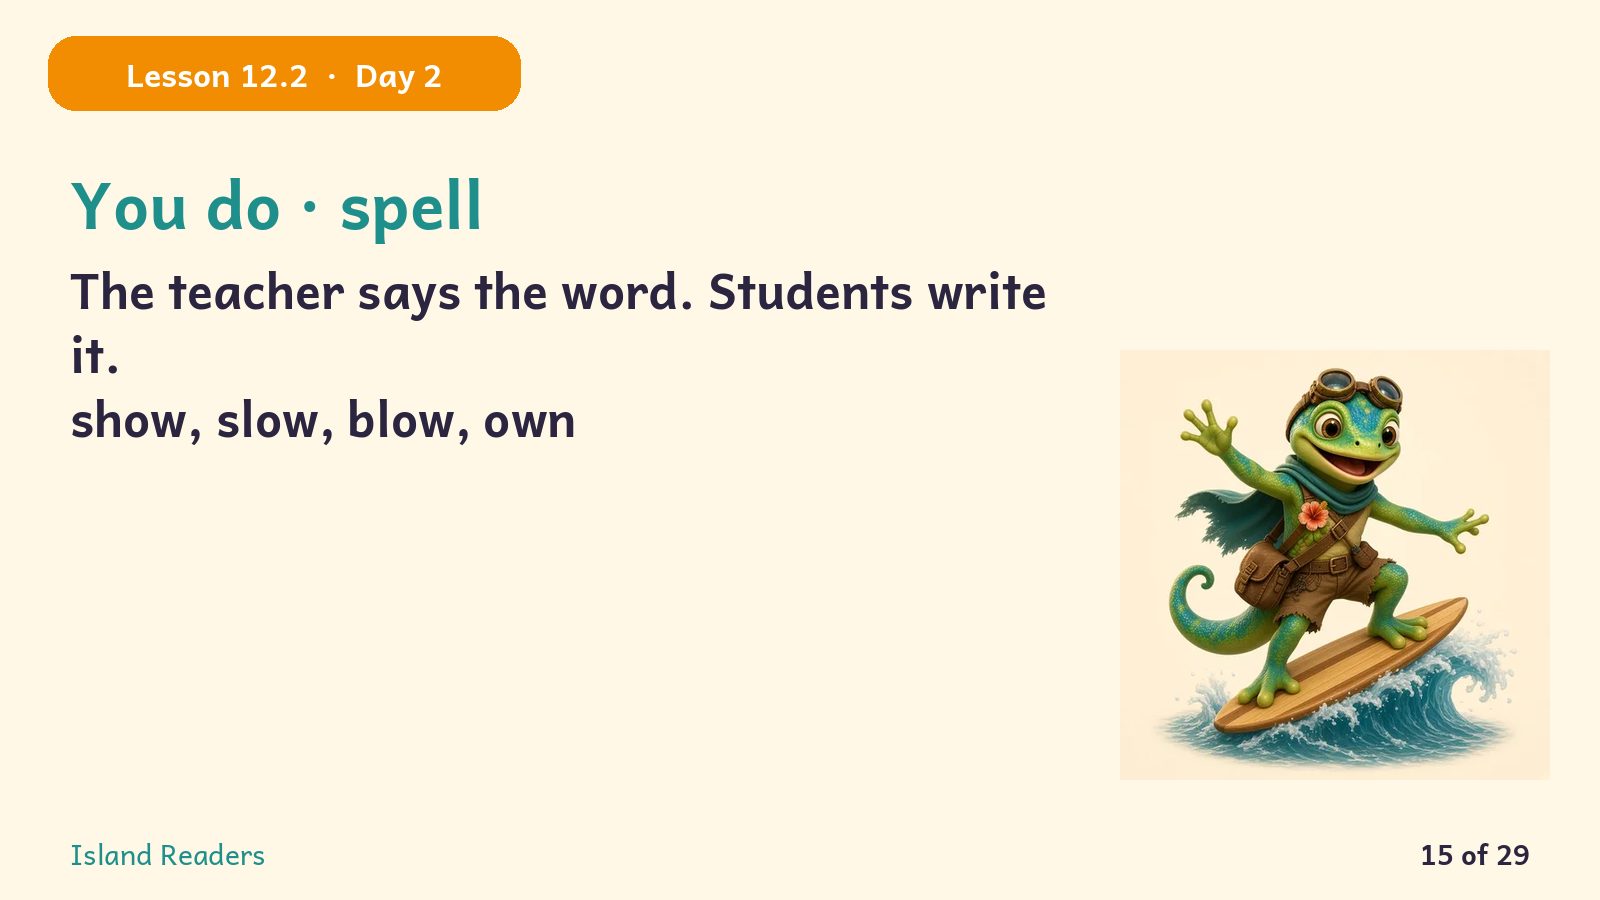 Lesson 12.2 · Day 2
You do · spell
The teacher says the word. Students write
it.
show, slow, blow, own
Island Readers
15 of 29